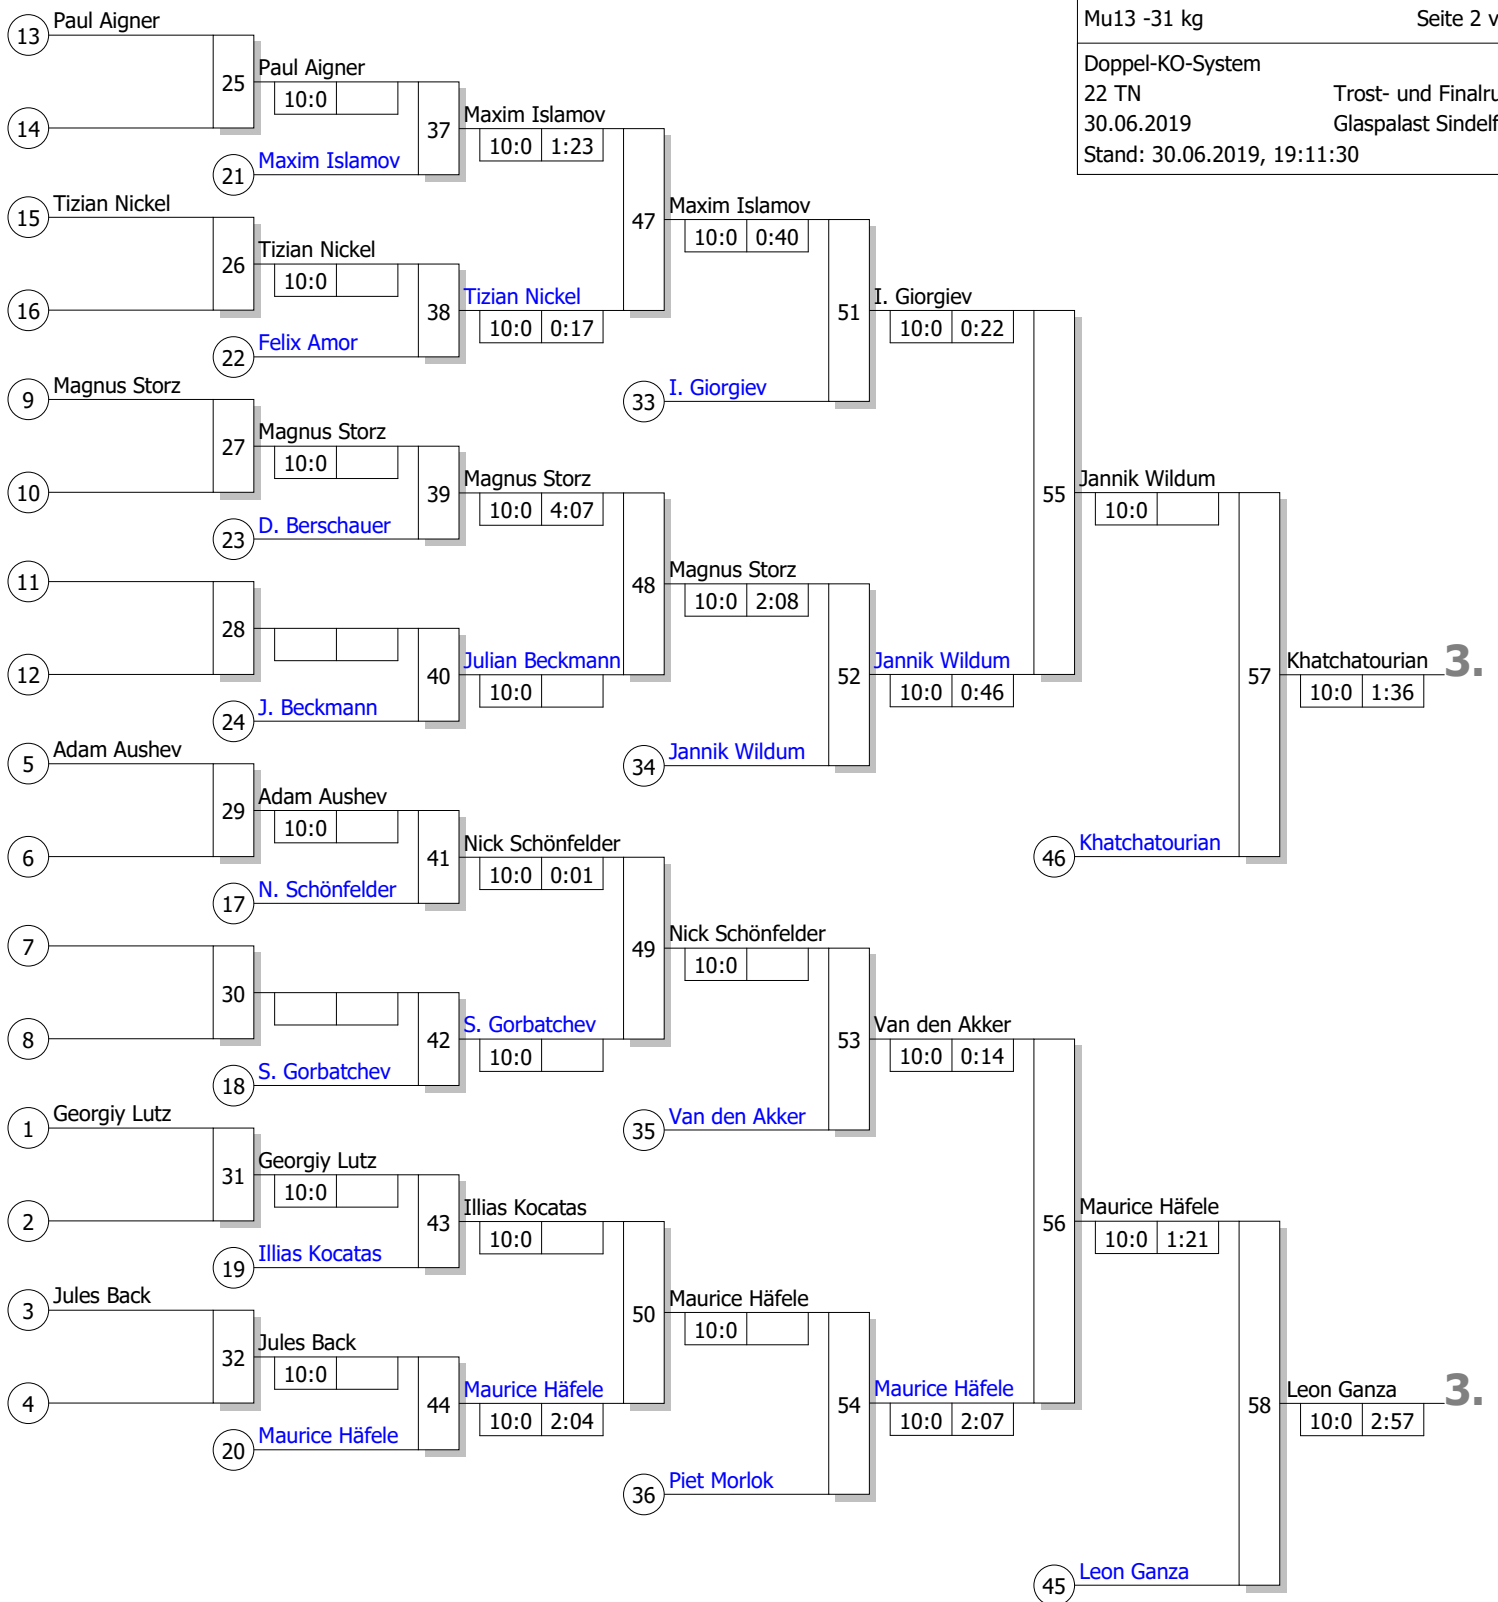 Mu13 -31 kg Seite 2 v
Doppel-KO-System
22 TN Trost- und Finalru
30.06.2019 Glaspalast Sindelf
Stand: 30.06.2019, 19:11:30
13 Paul Aigner
14
25 Paul Aigner
10:0
21 Maxim Islamov
37 Maxim Islamov
10:0 1:23
15 Tizian Nickel
16
26 Tizian Nickel
10:0
22 Felix Amor
38 Tizian Nickel
10:0 0:17
47 Maxim Islamov
10:0 0:40
33 I. Giorgiev
51 I. Giorgiev
10:0 0:22
9 Magnus Storz
10
27 Magnus Storz
10:0
23 D. Berschauer
39 Magnus Storz
10:0 4:07
11
12
28
24 J. Beckmann
40 Julian Beckmann
10:0
48 Magnus Storz
10:0 2:08
34 Jannik Wildum
52 Jannik Wildum
10:0 0:46
55 Jannik Wildum
10:0
46 Khatchatourian
57 Khatchatourian 3.
10:0 1:36
5 Adam Aushev
6
29 Adam Aushev
10:0
17 N. Schönfelder
41 Nick Schönfelder
10:0 0:01
7
8
30
18 S. Gorbatchev
42 S. Gorbatchev
10:0
49 Nick Schönfelder
10:0
35 Van den Akker
53 Van den Akker
10:0 0:14
1 Georgiy Lutz
2
31 Georgiy Lutz
10:0
19 Illias Kocatas
43 Illias Kocatas
10:0
3 Jules Back
4
32 Jules Back
10:0
20 Maurice Häfele
44 Maurice Häfele
10:0 2:04
50 Maurice Häfele
10:0
36 Piet Morlok
54 Maurice Häfele
10:0 2:07
56 Maurice Häfele
10:0 1:21
45 Leon Ganza
58 Leon Ganza 3.
10:0 2:57